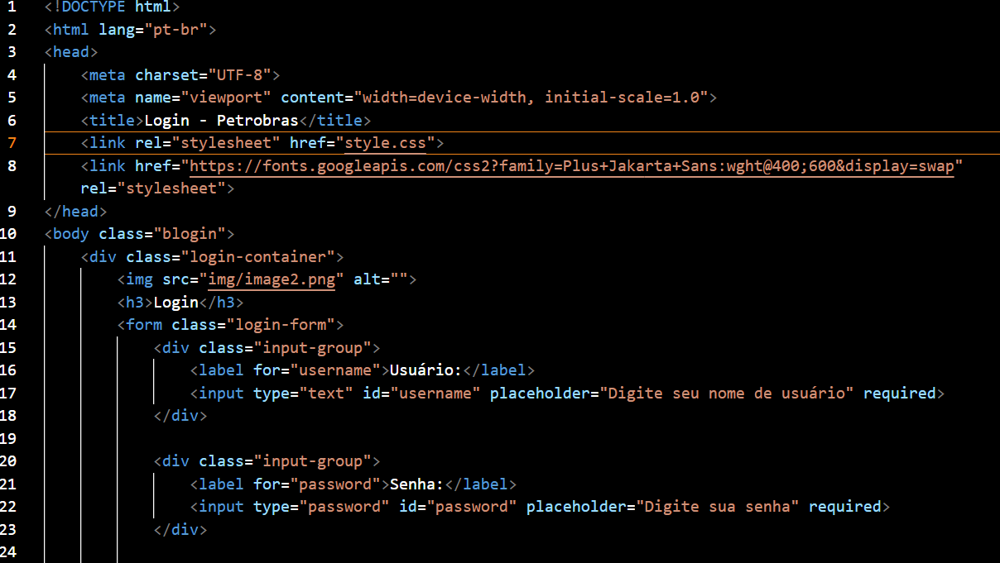 1 <!DOCTYPE html>
2 <html lang="pt-br">
3 <head>
4     <meta charset="UTF-8">
5     <meta name="viewport" content="width=device-width, initial-scale=1.0">
6     <title>Login - Petrobras</title>
7     <link rel="stylesheet" href="style.css">
8     <link href="https://fonts.googleapis.com/css2?family=Plus+Jakarta+Sans:wght@400;600&display=swap"
      rel="stylesheet">
9 </head>
10 <body class="blogin">
11     <div class="login-container">
12         <img src="img/image2.png" alt="">
13         <h3>Login</h3>
14         <form class="login-form">
15             <div class="input-group">
16                 <label for="username">Usuário:</label>
17                 <input type="text" id="username" placeholder="Digite seu nome de usuário" required>
18             </div>
19
20             <div class="input-group">
21                 <label for="password">Senha:</label>
22                 <input type="password" id="password" placeholder="Digite sua senha" required>
23             </div>
24